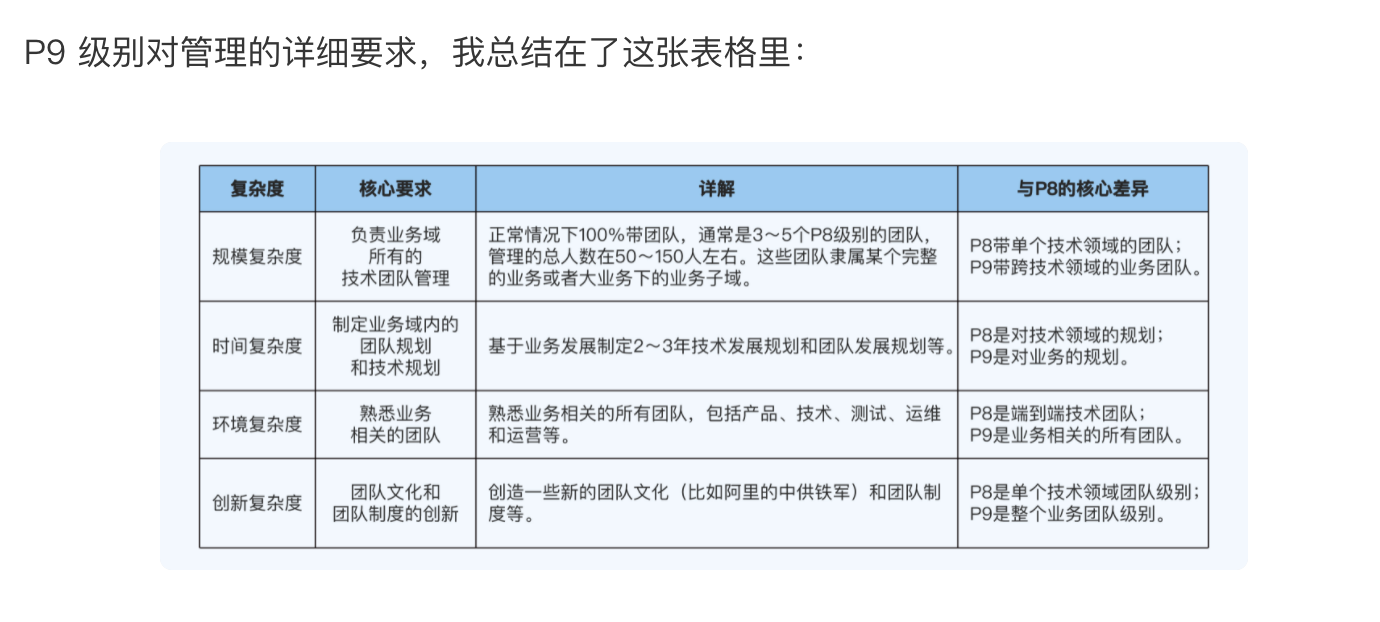 P9 级别对管理的详细要求，我总结在了这张表格里：
复杂度
核心要求
详解
与P8的核心差异
规模复杂度
负责业务域
所有的
技术团队管理
正常情况下100%带团队，通常是3～5个P8级别的团队，
管理的总人数在50～150人左右。这些团队隶属某个完整
的业务或者大业务下的业务子域。
P8带单个技术领域的团队；
P9带跨技术领域的业务团队。
时间复杂度
制定业务域内的
团队规划
和技术规划
基于业务发展制定2～3年技术发展规划和团队发展规划等。
P8是对技术领域的规划；
P9是对业务的规划。
环境复杂度
熟悉业务
相关的团队
熟悉业务相关的所有团队，包括产品、技术、测试、运维
和运营等。
P8是端到端技术团队；
P9是业务相关的所有团队。
创新复杂度
团队文化和
团队制度的创新
创造一些新的团队文化（比如阿里的中供铁军）和团队制
度等。
P8是单个技术领域团队级别；
P9是整个业务团队级别。